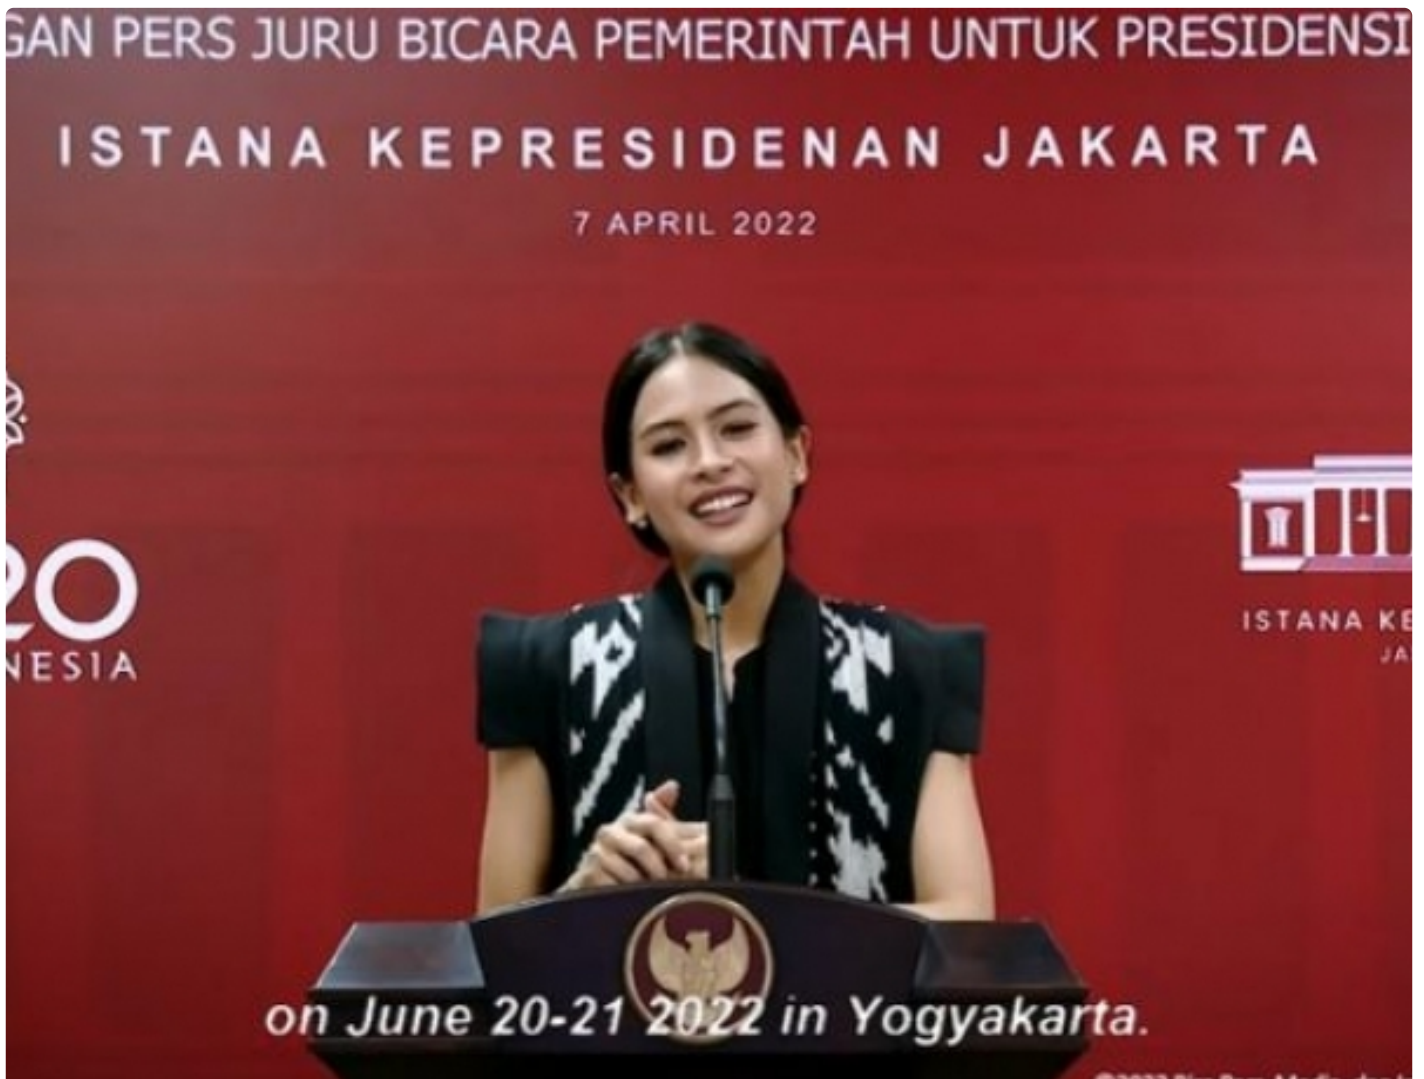 GAN PERS JURU BICARA PEMERINTAH UNTUK PRESIDENSI
ISTANA KEPRESIDENAN JAKARTA
7 APRIL 2022
20
NESIA
ISTANA KE
JA
on June 20-21 2022 in Yogyakarta.